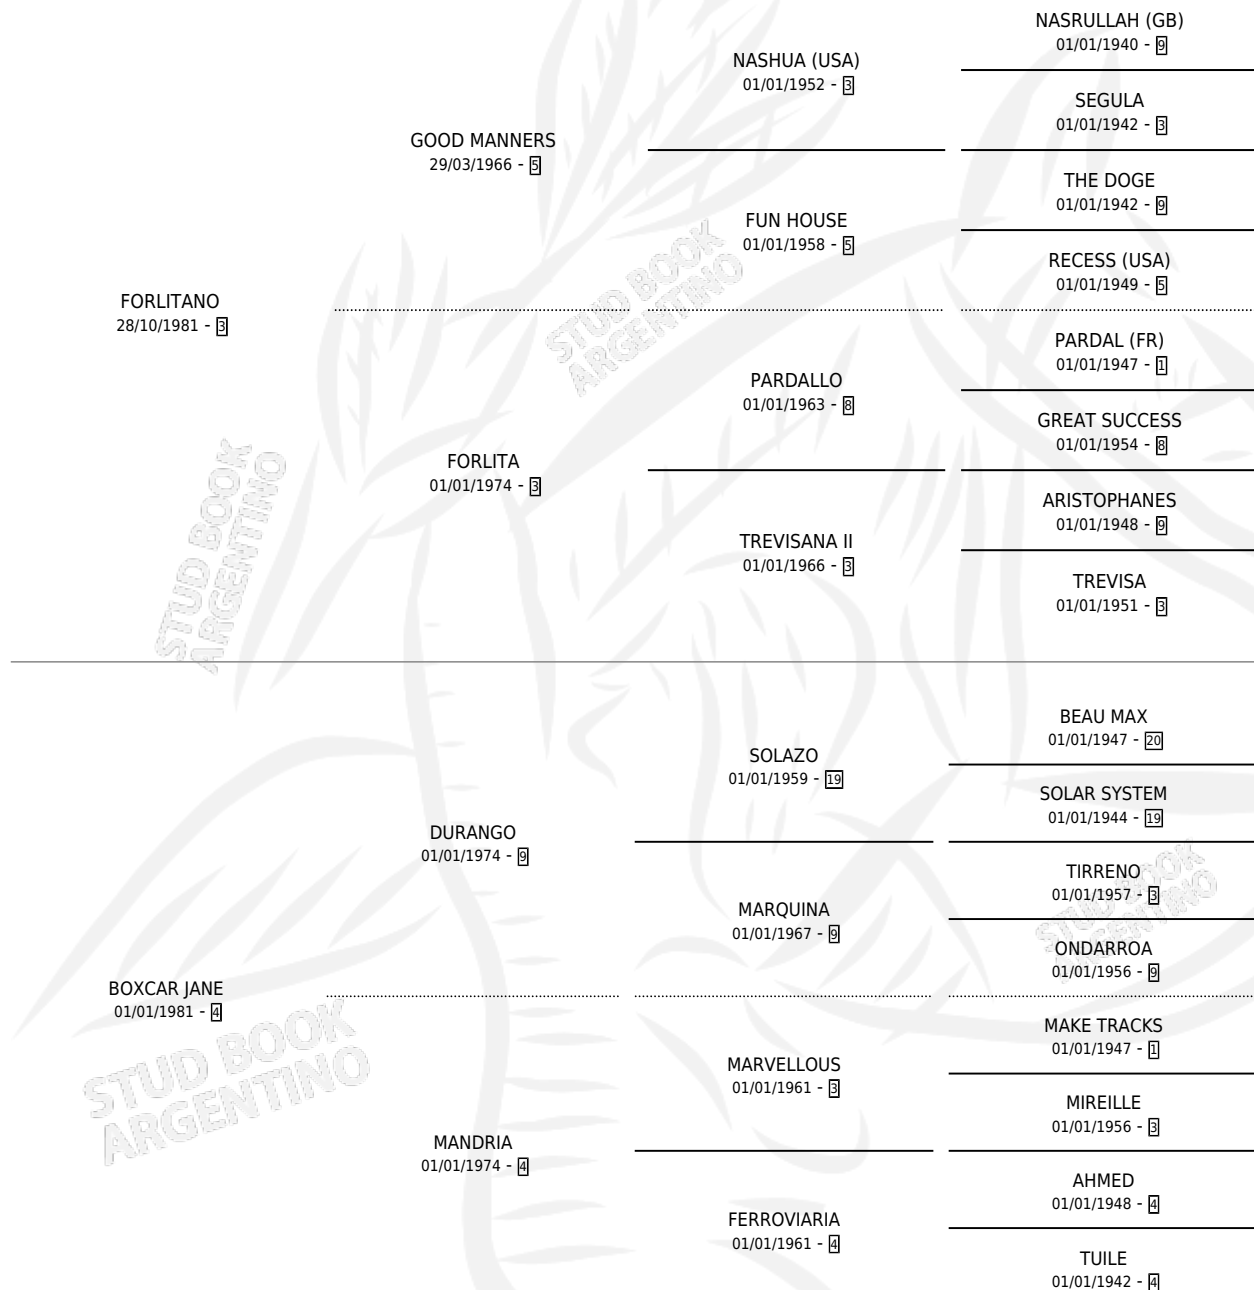 NASRULLAH (GB)
01/01/1940 - 9
NASHUA (USA)
01/01/1952 - 3
SEGULA
01/01/1942 - 3
GOOD MANNERS
29/03/1966 - 5
THE DOGE
01/01/1942 - 9
FUN HOUSE
01/01/1958 - 5
RECESS (USA)
01/01/1949 - 5
FORLITANO
28/10/1981 - 3
PARDAL (FR)
01/01/1947 - 1
PARDALLO
01/01/1963 - 8
GREAT SUCCESS
01/01/1954 - 8
FORLITA
01/01/1974 - 3
ARISTOPHANES
01/01/1948 - 9
TREVISANA II
01/01/1966 - 3
TREVISA
01/01/1951 - 3
BEAU MAX
01/01/1947 - 20
SOLAZO
01/01/1959 - 19
SOLAR SYSTEM
01/01/1944 - 19
DURANGO
01/01/1974 - 9
TIRRENO
01/01/1957 - 3
MARQUINA
01/01/1967 - 9
ONDARROA
01/01/1956 - 9
BOXCAR JANE
01/01/1981 - 4
MAKE TRACKS
01/01/1947 - 1
MARVELLOUS
01/01/1961 - 3
MIREILLE
01/01/1956 - 3
MANDRIA
01/01/1974 - 4
AHMED
01/01/1948 - 4
FERROVIARIA
01/01/1961 - 4
TUILE
01/01/1942 - 4
STUD BOOK
ARGENTINO
STUD BOOK
ARGENTINO
STUD BOOK
ARGENTINO
STUD BOOK
ARGENTINO